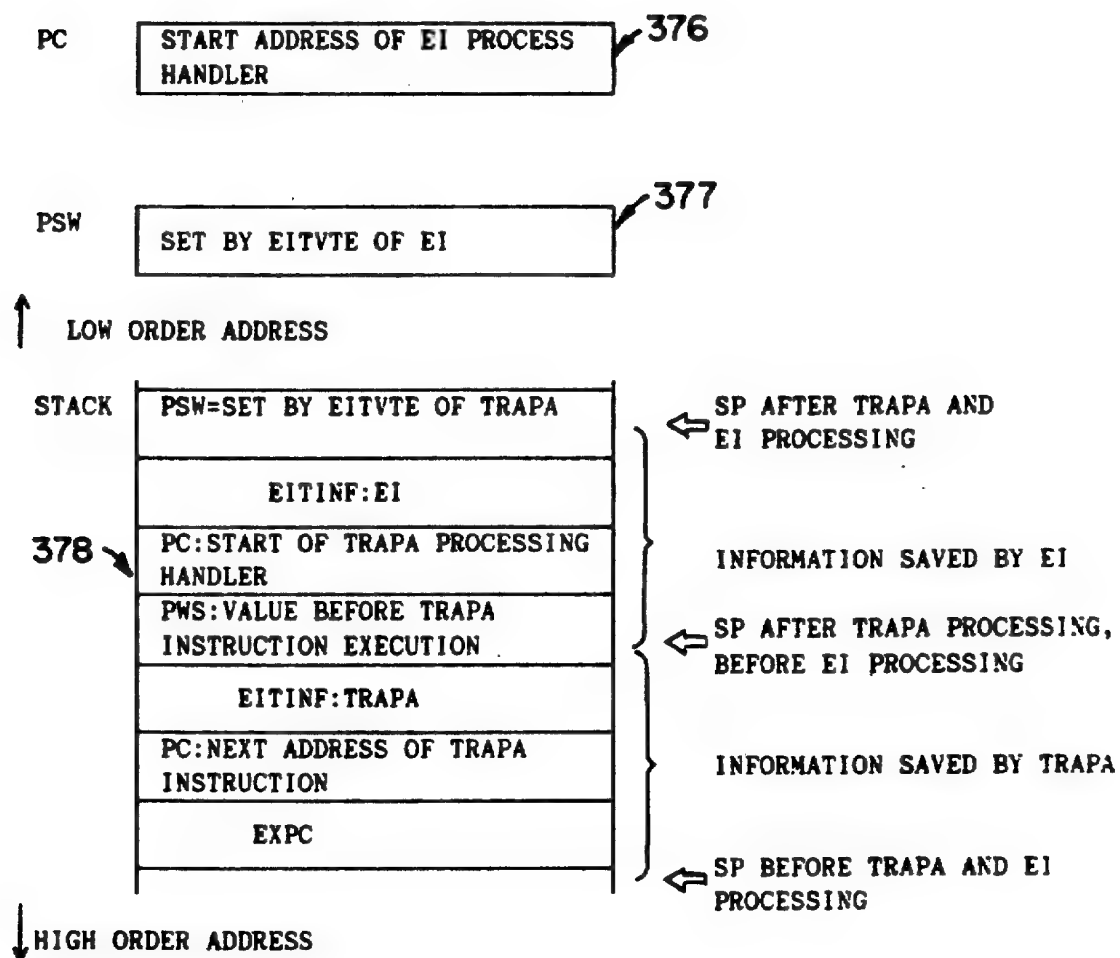 PC
START ADDRESS OF EI PROCESS
HANDLER
376
PSW
SET BY EITVTE OF EI
377
LOW ORDER ADDRESS
STACK
PSW=SET BY EITVTE OF TRAPA
SP AFTER TRAPA AND
EI PROCESSING
EITINF:EI
378
PC:START OF TRAPA PROCESSING
HANDLER
INFORMATION SAVED BY EI
PWS:VALUE BEFORE TRAPA
INSTRUCTION EXECUTION
SP AFTER TRAPA PROCESSING,
BEFORE EI PROCESSING
EITINF:TRAPA
PC:NEXT ADDRESS OF TRAPA
INSTRUCTION
INFORMATION SAVED BY TRAPA
EXPC
SP BEFORE TRAPA AND EI
PROCESSING
HIGH ORDER ADDRESS